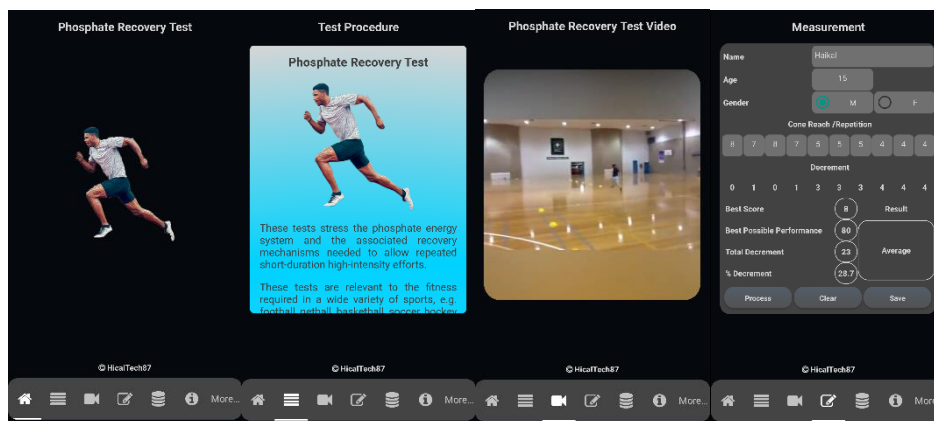 Phosphate Recovery Test
© HicalTech87
More...
Test Procedure
Phosphate Recovery Test
These tests stress the phosphate energy
system and the associated recovery
mechanisms needed to allow repeated
short-duration high-intensity efforts.
These tests are relevant to the fitness
required in a wide variety of sports, e.g.
football netball basketball soccer hockey
© HicalTech87
More...
Phosphate Recovery Test Video
© HicalTech87
More...
Measurement
Name Haikal
Age 15
Gender M F
Cone Reach /Repetition
8 7 8 7 5 5 5 4 4 4
Decrement
0 1 0 1 3 3 3 4 4 4
Best Score 8 Result
Best Possible Performance 80
Total Decrement 23 Average
% Decrement 28.7
Process Clear Save
© HicalTech87
More